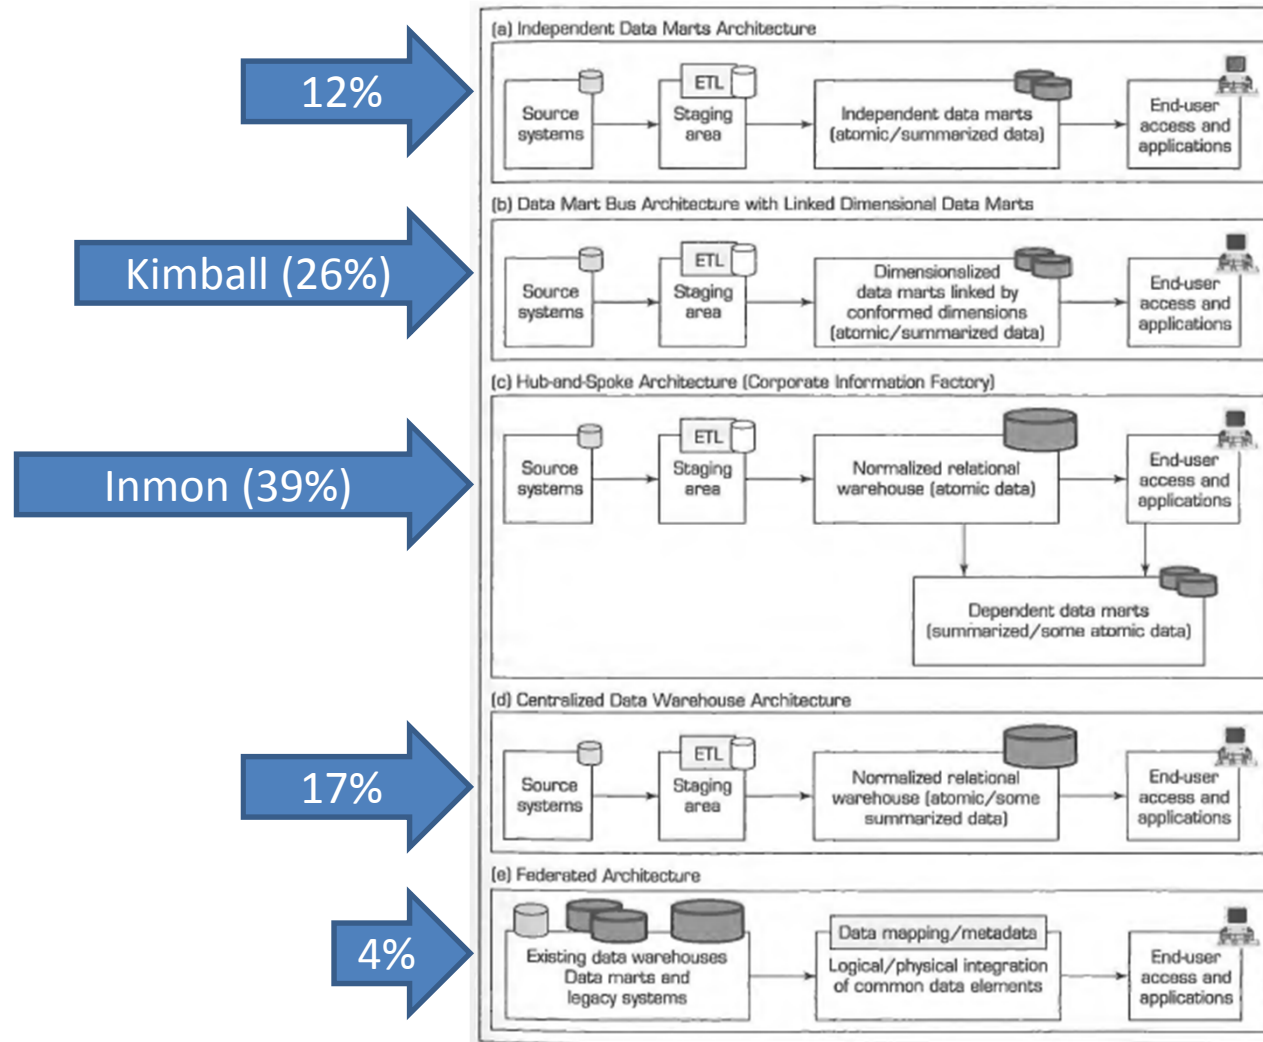 (a) Independent Data Marts Architecture
12%
Source
systems
ETL
Staging
area
Independent data marts
(atomic/summarized data)
End-user
access and
applications
(b) Data Mart Bus Architecture with Linked Dimensional Data Marts
Kimball (26%)
Source
systems
ETL
Staging
area
Dimensionalized
data marts linked by
conformed dimensions
(atomic/summarized data)
End-user
access and
applications
(c) Hub-and-Spoke Architecture (Corporate Information Factory)
Inmon (39%)
Source
systems
ETL
Staging
area
Normalized relational
warehouse (atomic data)
End-user
access and
applications
Dependent data marts
(summarized/some atomic data)
(d) Centralized Data Warehouse Architecture
17%
Source
systems
ETL
Staging
area
Normalized relational
warehouse (atomic/some
summarized data)
End-user
access and
applications
(e) Federated Architecture
4%
Existing data warehouses
Data marts and
legacy systems
Data mapping/metadata
Logical/physical integration
of common data elements
End-user
access and
applications